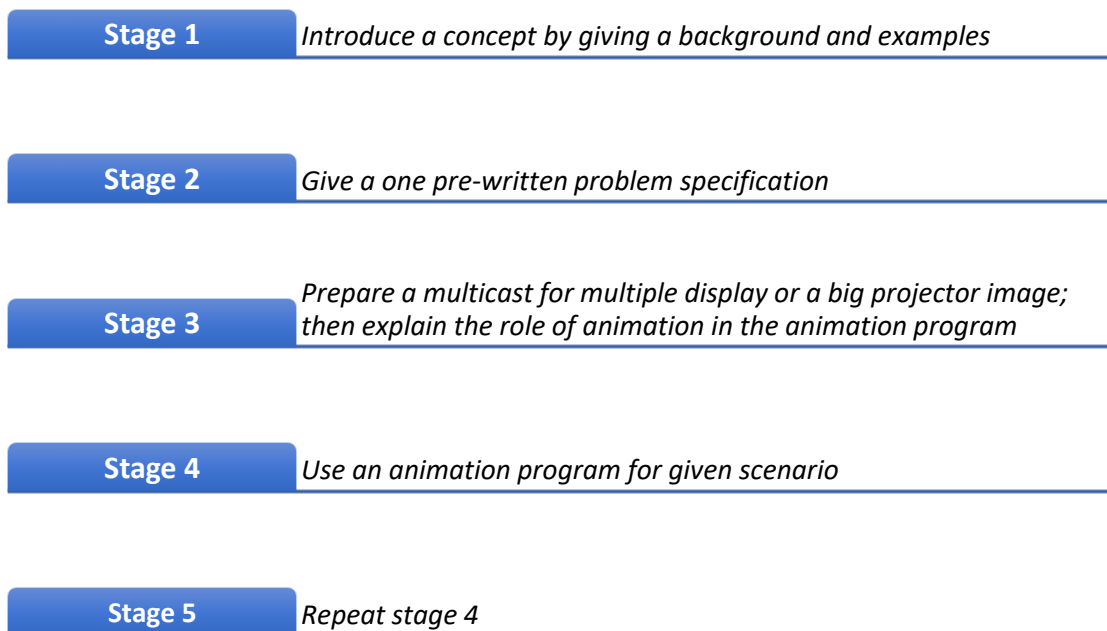 Stage 1
Introduce a concept by giving a background and examples
Stage 2
Give a one pre-written problem specification
Stage 3
Prepare a multicast for multiple display or a big projector image;
then explain the role of animation in the animation program
Stage 4
Use an animation program for given scenario
Stage 5
Repeat stage 4